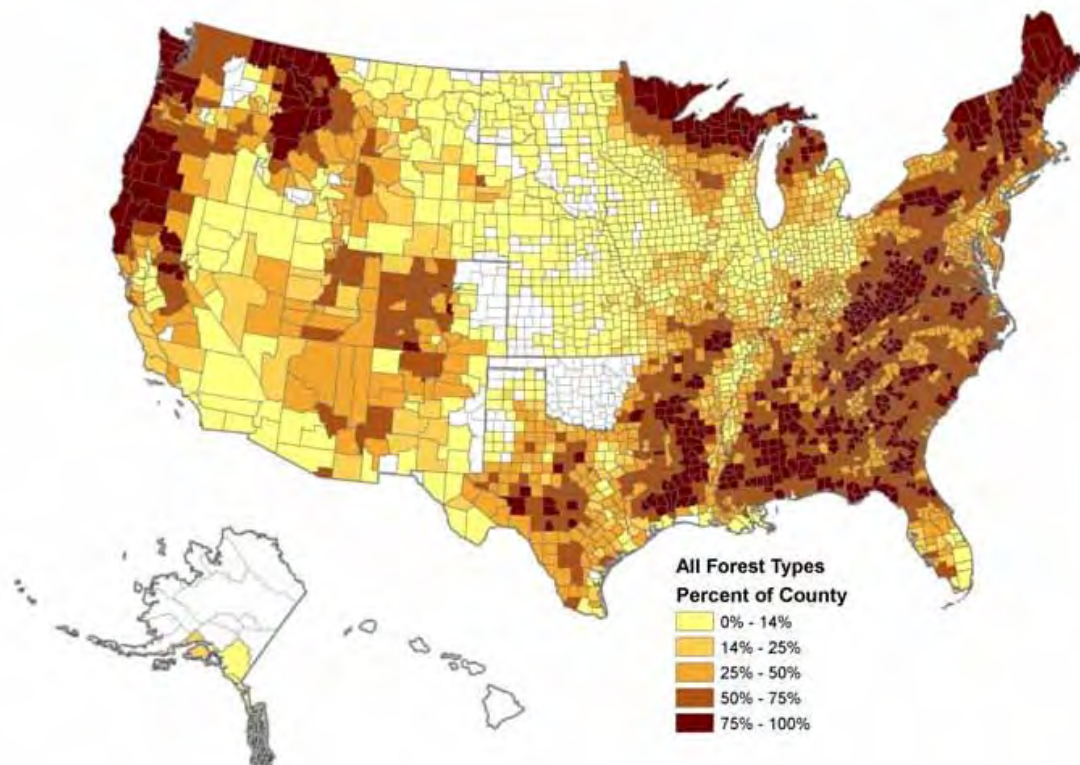 All Forest Types
Percent of County
0% - 14%
14% - 25%
25% - 50%
50% - 75%
75% - 100%